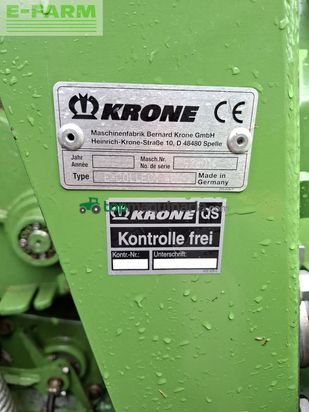 E-FARM
KRONE CE
Maschinenfabrik Bernard Krone GmbH
Heinrich-Krone-Straße 10, D 48480 Spelle
Jahr
Année
Masch.Nr.
No. de série
Type
Made in
Germany
KRONE QS
Kontrolle frei
Kontr.-Nr.: Unterschrift: